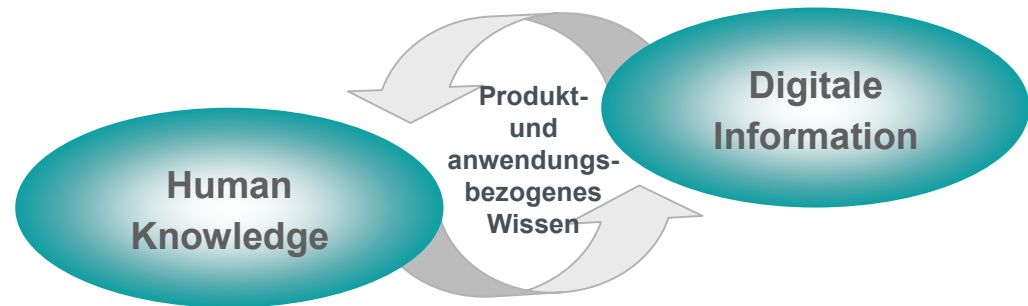 Human
Knowledge
Produkt-
und
anwendungs-
bezogenes
Wissen
Digitale
Information